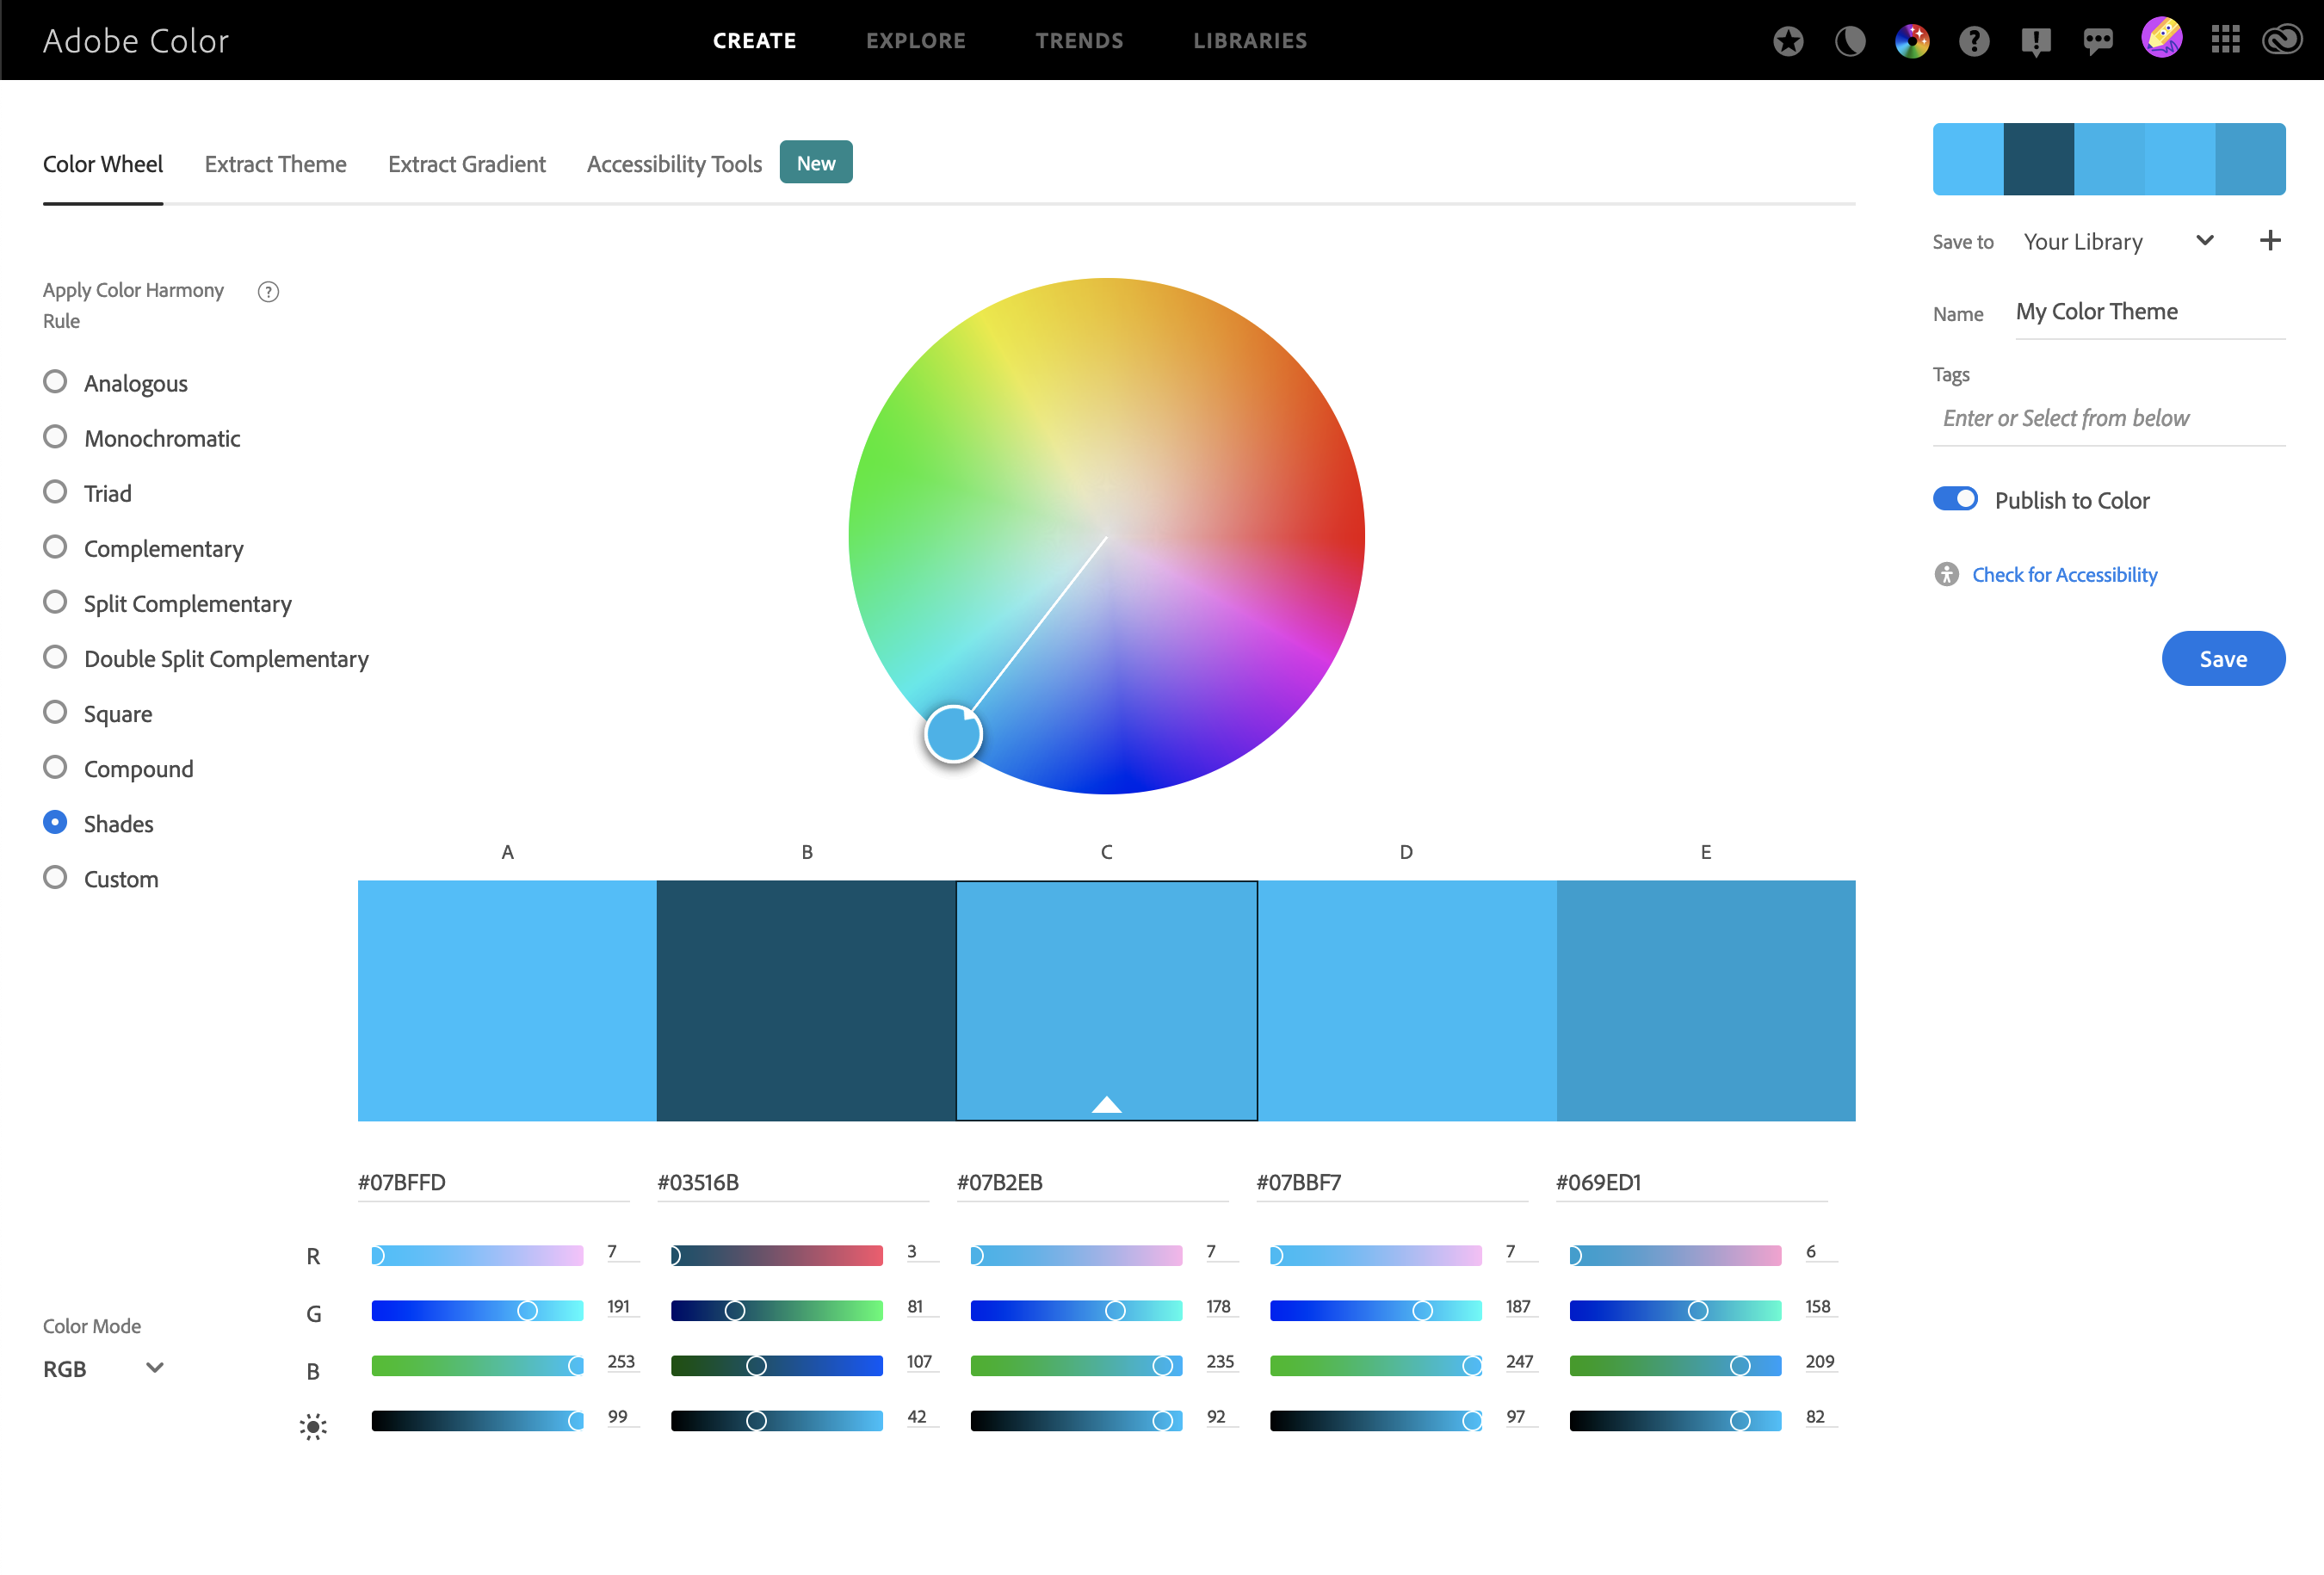 Adobe Color
CREATE EXPLORE TRENDS LIBRARIES
Color Wheel Extract Theme Extract Gradient Accessibility Tools New
Save to Your Library
Apply Color Harmony
Rule
Name My Color Theme
Tags
Enter or Select from below
Analogous
Monochromatic
Triad
Complementary
Split Complementary
Double Split Complementary
Square
Compound
Shades
Custom
Publish to Color
Check for Accessibility
Save
A B C D E
#07BFFD #03516B #07B2EB #07BBF7 #069ED1
R 7 3 7 7 6
G 191 81 178 187 158
B 253 107 235 247 209
99 42 92 97 82
Color Mode
RGB